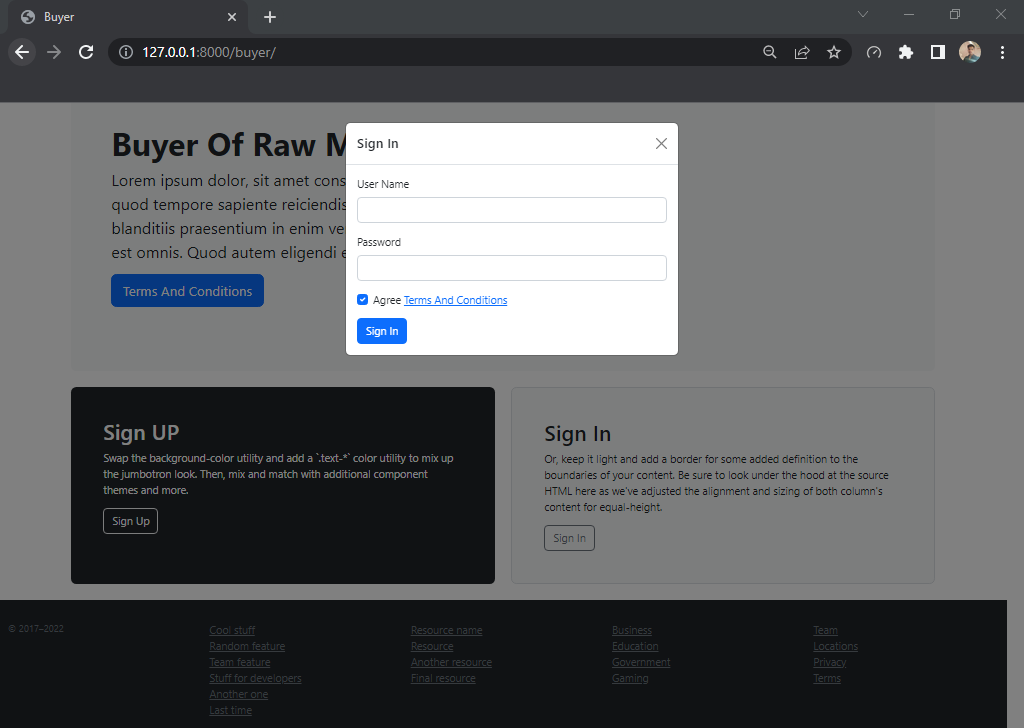 Buyer
127.0.0.1:8000/buyer/
Buyer Of Raw M
Lorem ipsum dolor, sit amet cons
quod tempore sapiente reiciendis
blanditiis praesentium in enim ve
est omnis. Quod autem eligendi e
Terms And Conditions
Sign In
User Name
Password
Agree Terms And Conditions
Sign In
Sign UP
Swap the background-color utility and add a `.text-*` color utility to mix up
the jumbotron look. Then, mix and match with additional component
themes and more.
Sign Up
Sign In
Or, keep it light and add a border for some added definition to the
boundaries of your content. Be sure to look under the hood at the source
HTML here as we've adjusted the alignment and sizing of both column's
content for equal-height.
Sign In
© 2017–2022
Cool stuff
Random feature
Team feature
Stuff for developers
Another one
Last time
Resource name
Resource
Another resource
Final resource
Business
Education
Government
Gaming
Team
Locations
Privacy
Terms